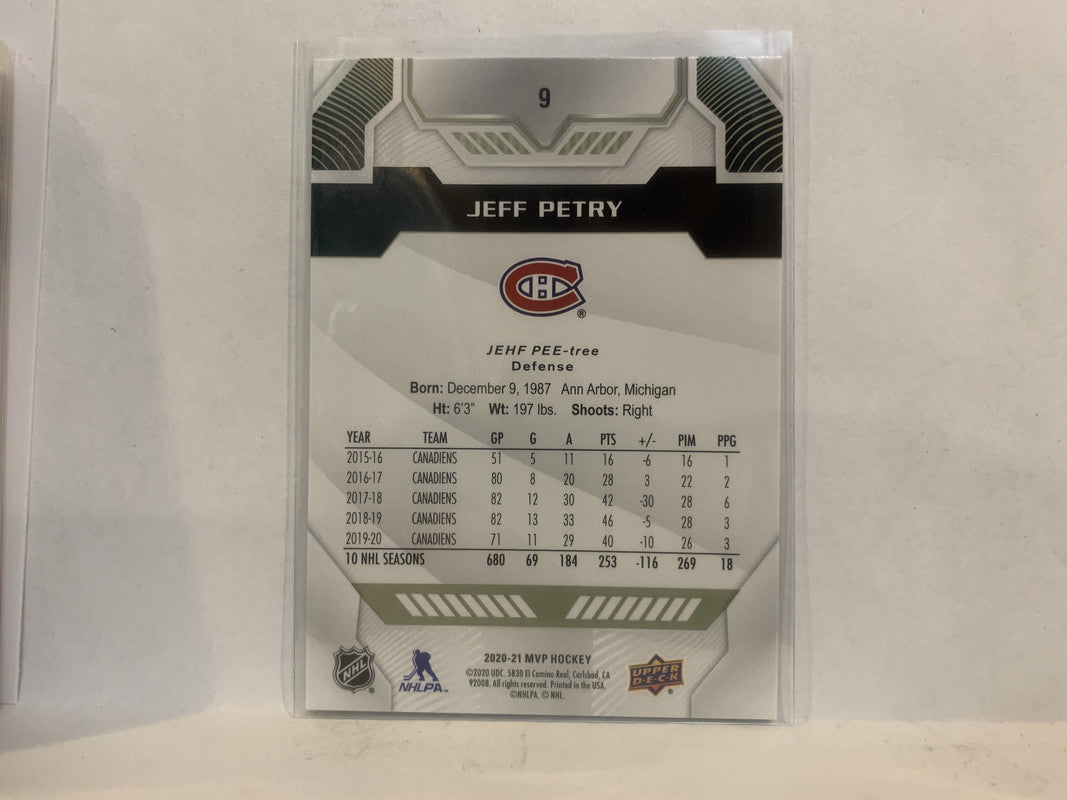 9
JEFF PETRY
CH ®
JEHF PEE-tree
Defense
Born: December 9, 1987 Ann Arbor, Michigan
Ht: 6'3" Wt: 197 lbs. Shoots: Right
YEAR TEAM GP G A PTS +/- PIM PPG
2015-16 CANADIENS 51 5 11 16 -6 16 1
2016-17 CANADIENS 80 8 20 28 3 22 2
2017-18 CANADIENS 82 12 30 42 -30 28 6
2018-19 CANADIENS 82 13 33 46 -5 28 3
2019-20 CANADIENS 71 11 29 40 -10 26 3
10 NHL SEASONS 680 69 184 253 -116 269 18
NHL ®
NHLPA™
2020-21 MVP HOCKEY
©2020 UDC. 5830 El Camino Real, Carlsbad, CA
92008. All rights reserved. Printed in the USA.
©NHLPA. © NHL.
UPPER
DECK ®